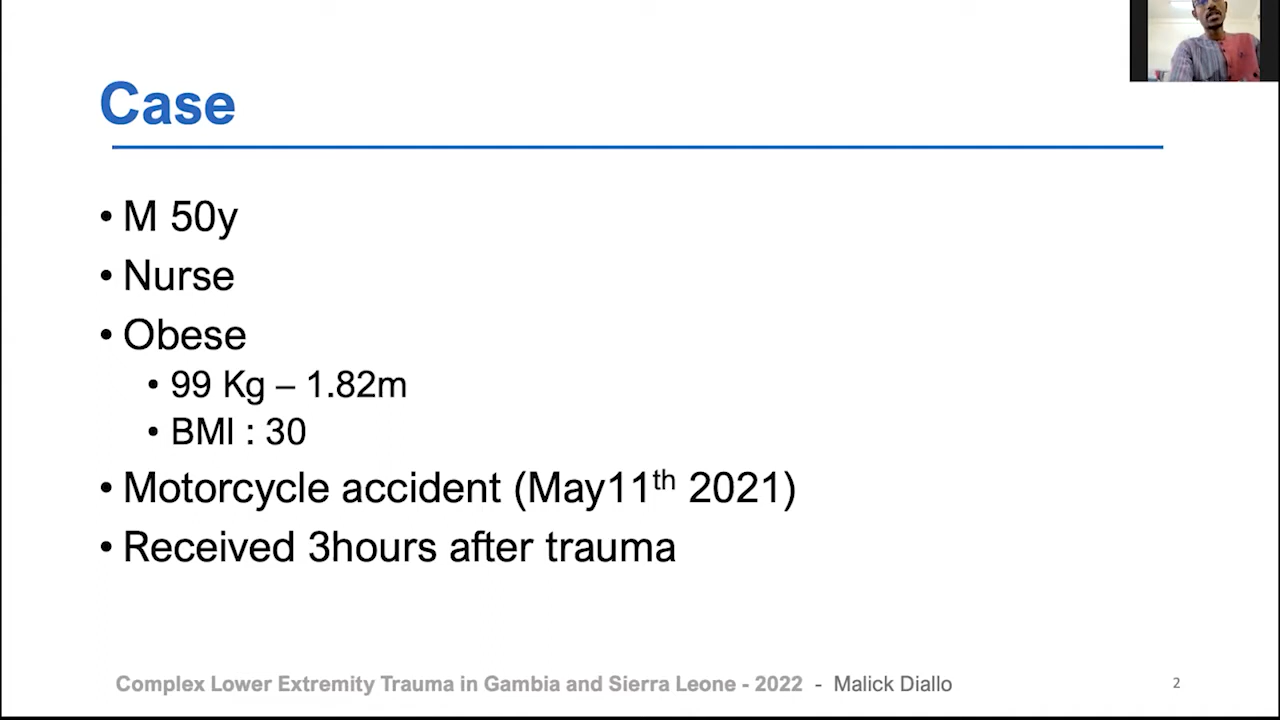 Case
• M 50y
• Nurse
• Obese
• 99 Kg – 1.82m
• BMI : 30
• Motorcycle accident (May11th 2021)
• Received 3hours after trauma
Complex Lower Extremity Trauma in Gambia and Sierra Leone - 2022 - Malick Diallo
2